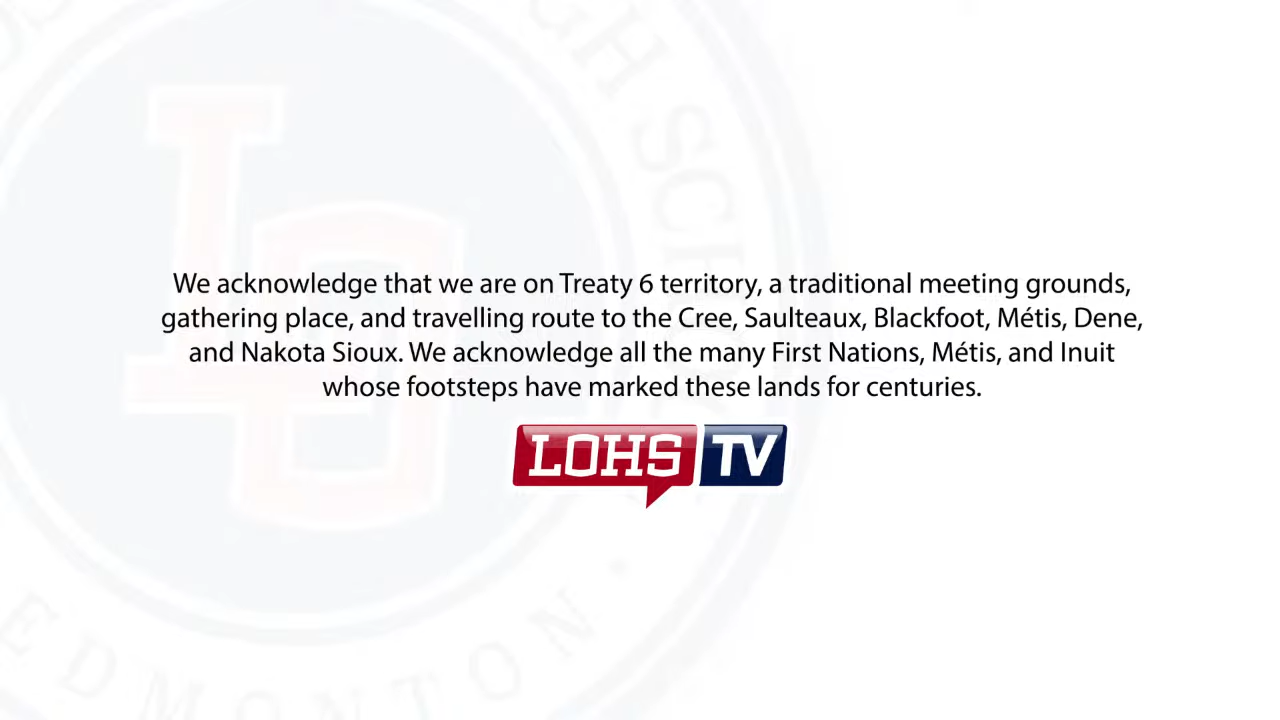 We acknowledge that we are on Treaty 6 territory, a traditional meeting grounds,
gathering place, and travelling route to the Cree, Saulteaux, Blackfoot, Métis, Dene,
and Nakota Sioux. We acknowledge all the many First Nations, Métis, and Inuit
whose footsteps have marked these lands for centuries.
LOHS TV
LO
EDMONTON